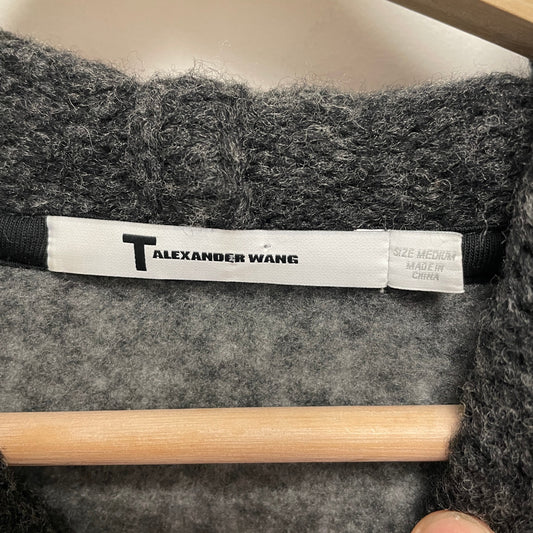 T ALEXANDER WANG
SIZE MEDIUM
MADE IN
CHINA